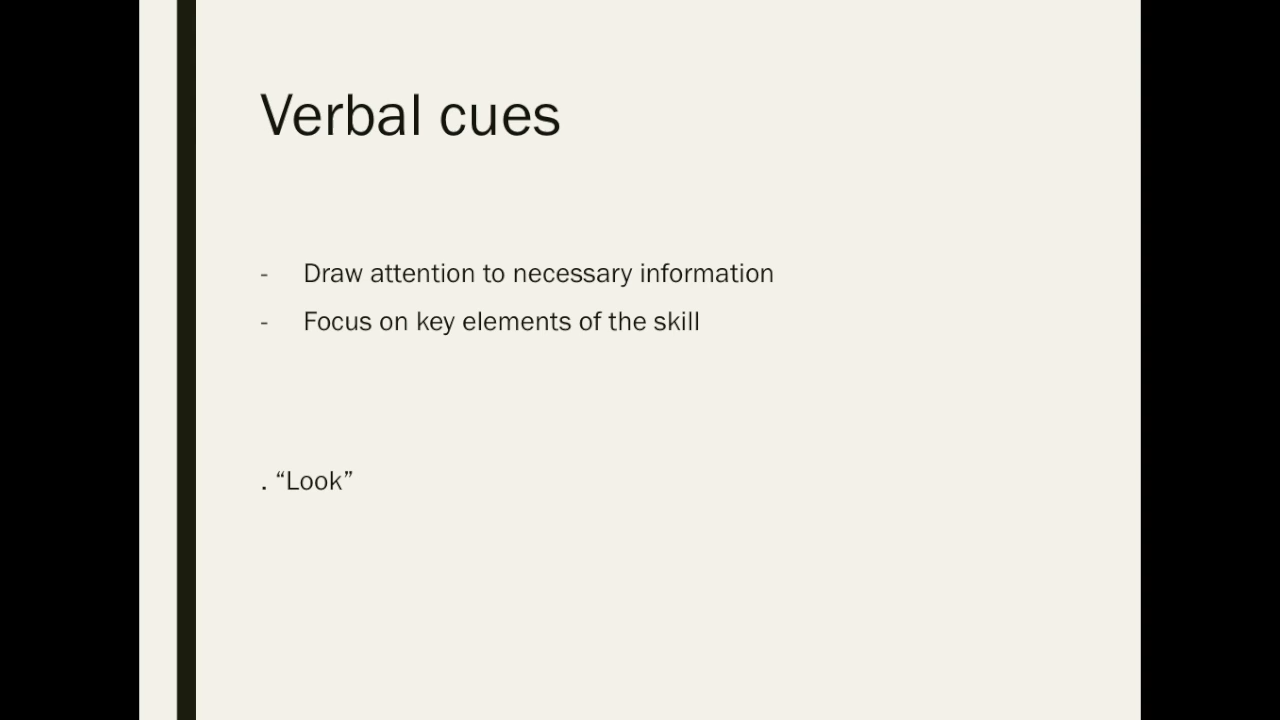 Verbal cues
- Draw attention to necessary information
- Focus on key elements of the skill
. “Look”